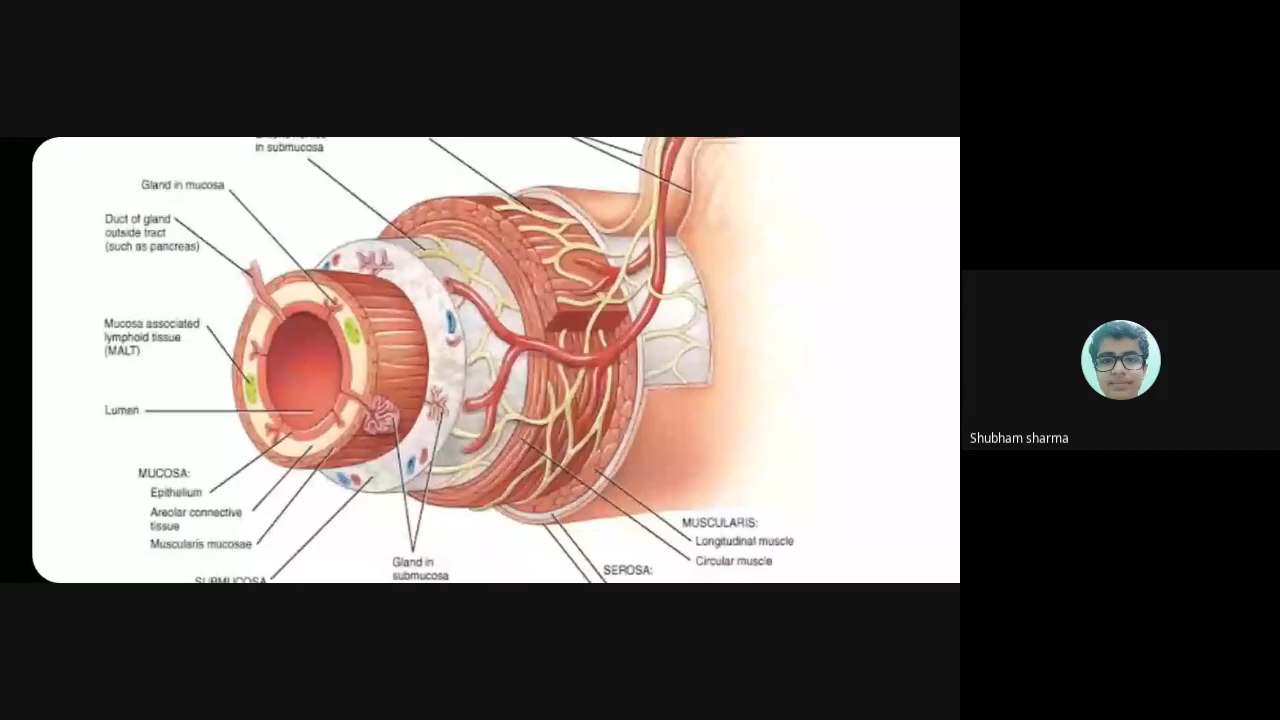 in submucosa
Gland in mucosa
Duct of gland
outside tract
(such as pancreas)
Mucosa associated
lymphoid tissue
(MALT)
Lumen
MUCOSA:
Epithelium
Areolar connective
tissue
Muscularis mucosae
SUBMUCOSA
Gland in
submucosa
MUSCULARIS:
Longitudinal muscle
Circular muscle
SEROSA:
Shubham sharma